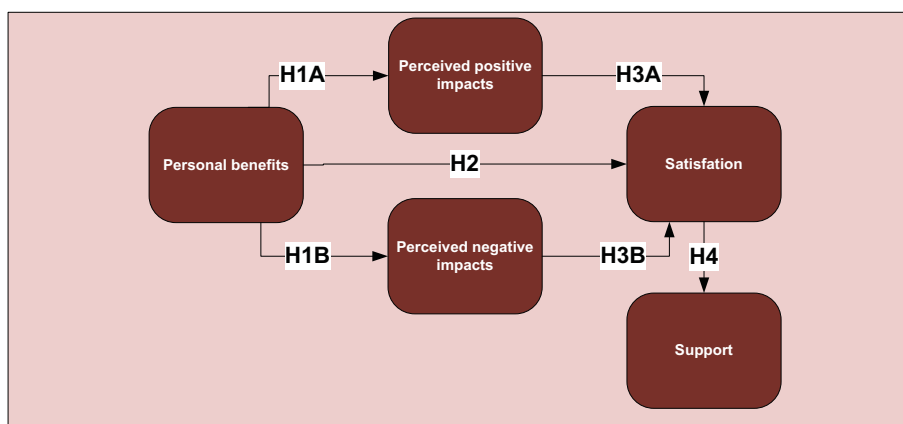 Perceived positive
impacts
H1A
H3A
Personal benefits
H2
Satisfation
H1B
Perceived negative
impacts
H3B
H4
Support